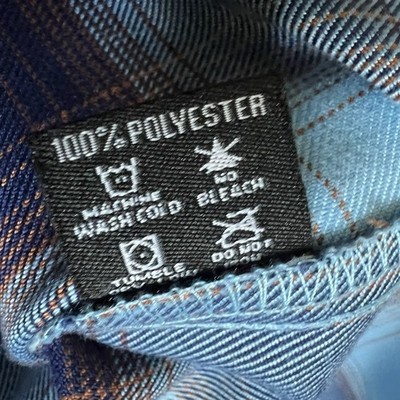 100% POLYESTER
MACHINE
WASH COLD
NO
BLEACH
TUMBLE
DO NOT